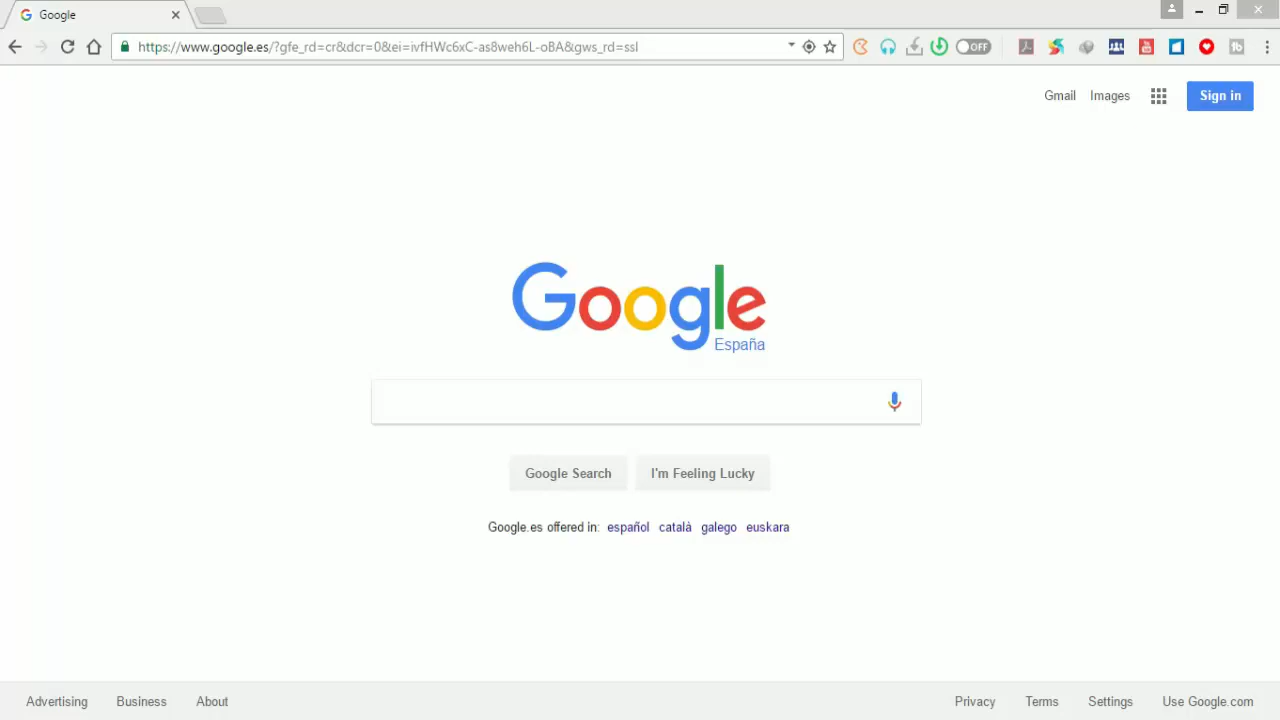 Google
https://www.google.es/?gfe_rd=cr&dcr=0&ei=ivfHWc6xC-as8weh6L-oBA&gws_rd=ssl
OFF
Gmail Images Sign in
Google
España
Google Search I'm Feeling Lucky
Google.es offered in: español català galego euskara
Advertising Business About Privacy Terms Settings Use Google.com